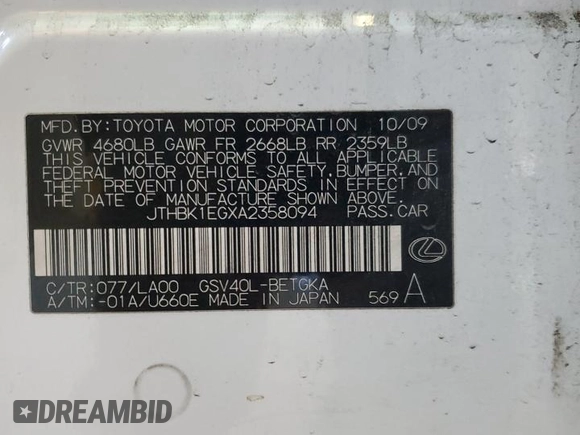 MFD. BY: TOYOTA MOTOR CORPORATION 10/09
GVWR 4680LB GAWR FR 2668LB RR 2359LB
THIS VEHICLE CONFORMS TO ALL APPLICABLE
FEDERAL MOTOR VEHICLE SAFETY, BUMPER, AND
THEFT PREVENTION STANDARDS IN EFFECT ON
THE DATE OF MANUFACTURE SHOWN ABOVE.
JTHBK1EGXA2358094 PASS. CAR
C/TR: 077/LA00 GSV40L-BETGKA
A/TM: -01A/U660E MADE IN JAPAN 569 A
DREAMBID